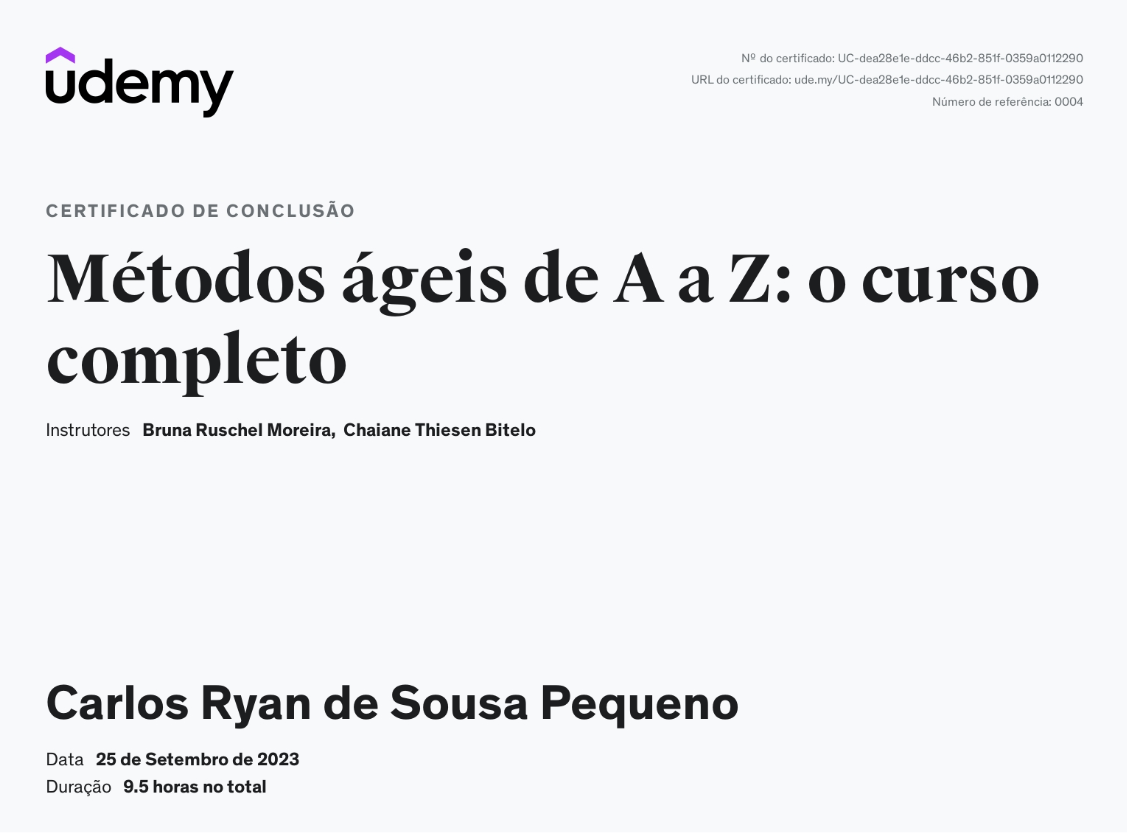 udemy
Nº do certificado: UC-dea28e1e-ddcc-46b2-851f-0359a0112290
URL do certificado: ude.my/UC-dea28e1e-ddcc-46b2-851f-0359a0112290
Número de referência: 0004
CERTIFICADO DE CONCLUSÃO
Métodos ágeis de A a Z: o curso
completo
Instrutores Bruna Ruschel Moreira, Chaiane Thiesen Bitelo
Carlos Ryan de Sousa Pequeno
Data 25 de Setembro de 2023
Duração 9.5 horas no total